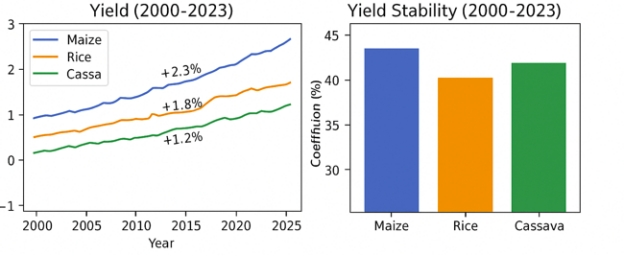 Yield (2000-2023)
3
2
1
0
−1
Maize
Rice
Cassa
+2.3%
+1.8%
+1.2%
2000 2005 2010 2015 2020 2025
Year
Yield Stability (2000-2023)
45
40
35
30
Coefffiuon (%)
Maize Rice Cassava